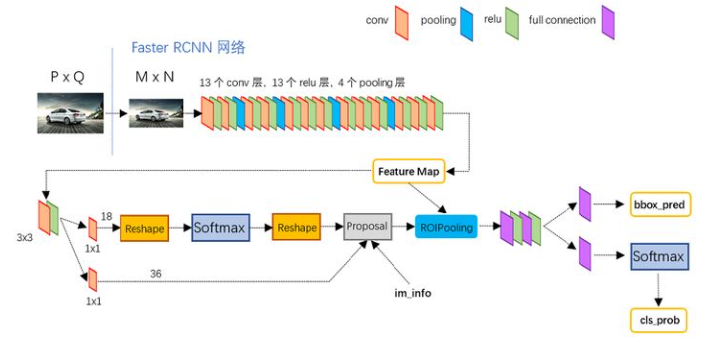 conv
pooling
relu
full connection
Faster RCNN 网络
P x Q
M x N
13 个 conv 层, 13 个 relu 层, 4 个 pooling 层
Feature Map
3x3
18
1x1
Reshape
Softmax
Reshape
Proposal
ROIPooling
bbox_pred
36
1x1
im_info
Softmax
cls_prob